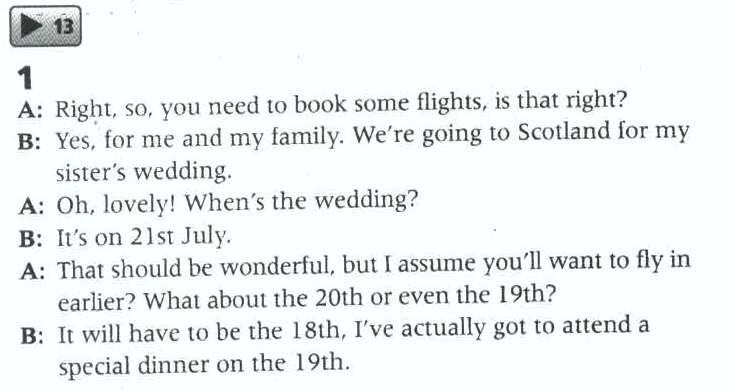 13
1
A: Right, so, you need to book some flights, is that right?
B: Yes, for me and my family. We're going to Scotland for my
sister's wedding.
A: Oh, lovely! When's the wedding?
B: It's on 21st July.
A: That should be wonderful, but I assume you'll want to fly in
earlier? What about the 20th or even the 19th?
B: It will have to be the 18th, I've actually got to attend a
special dinner on the 19th.